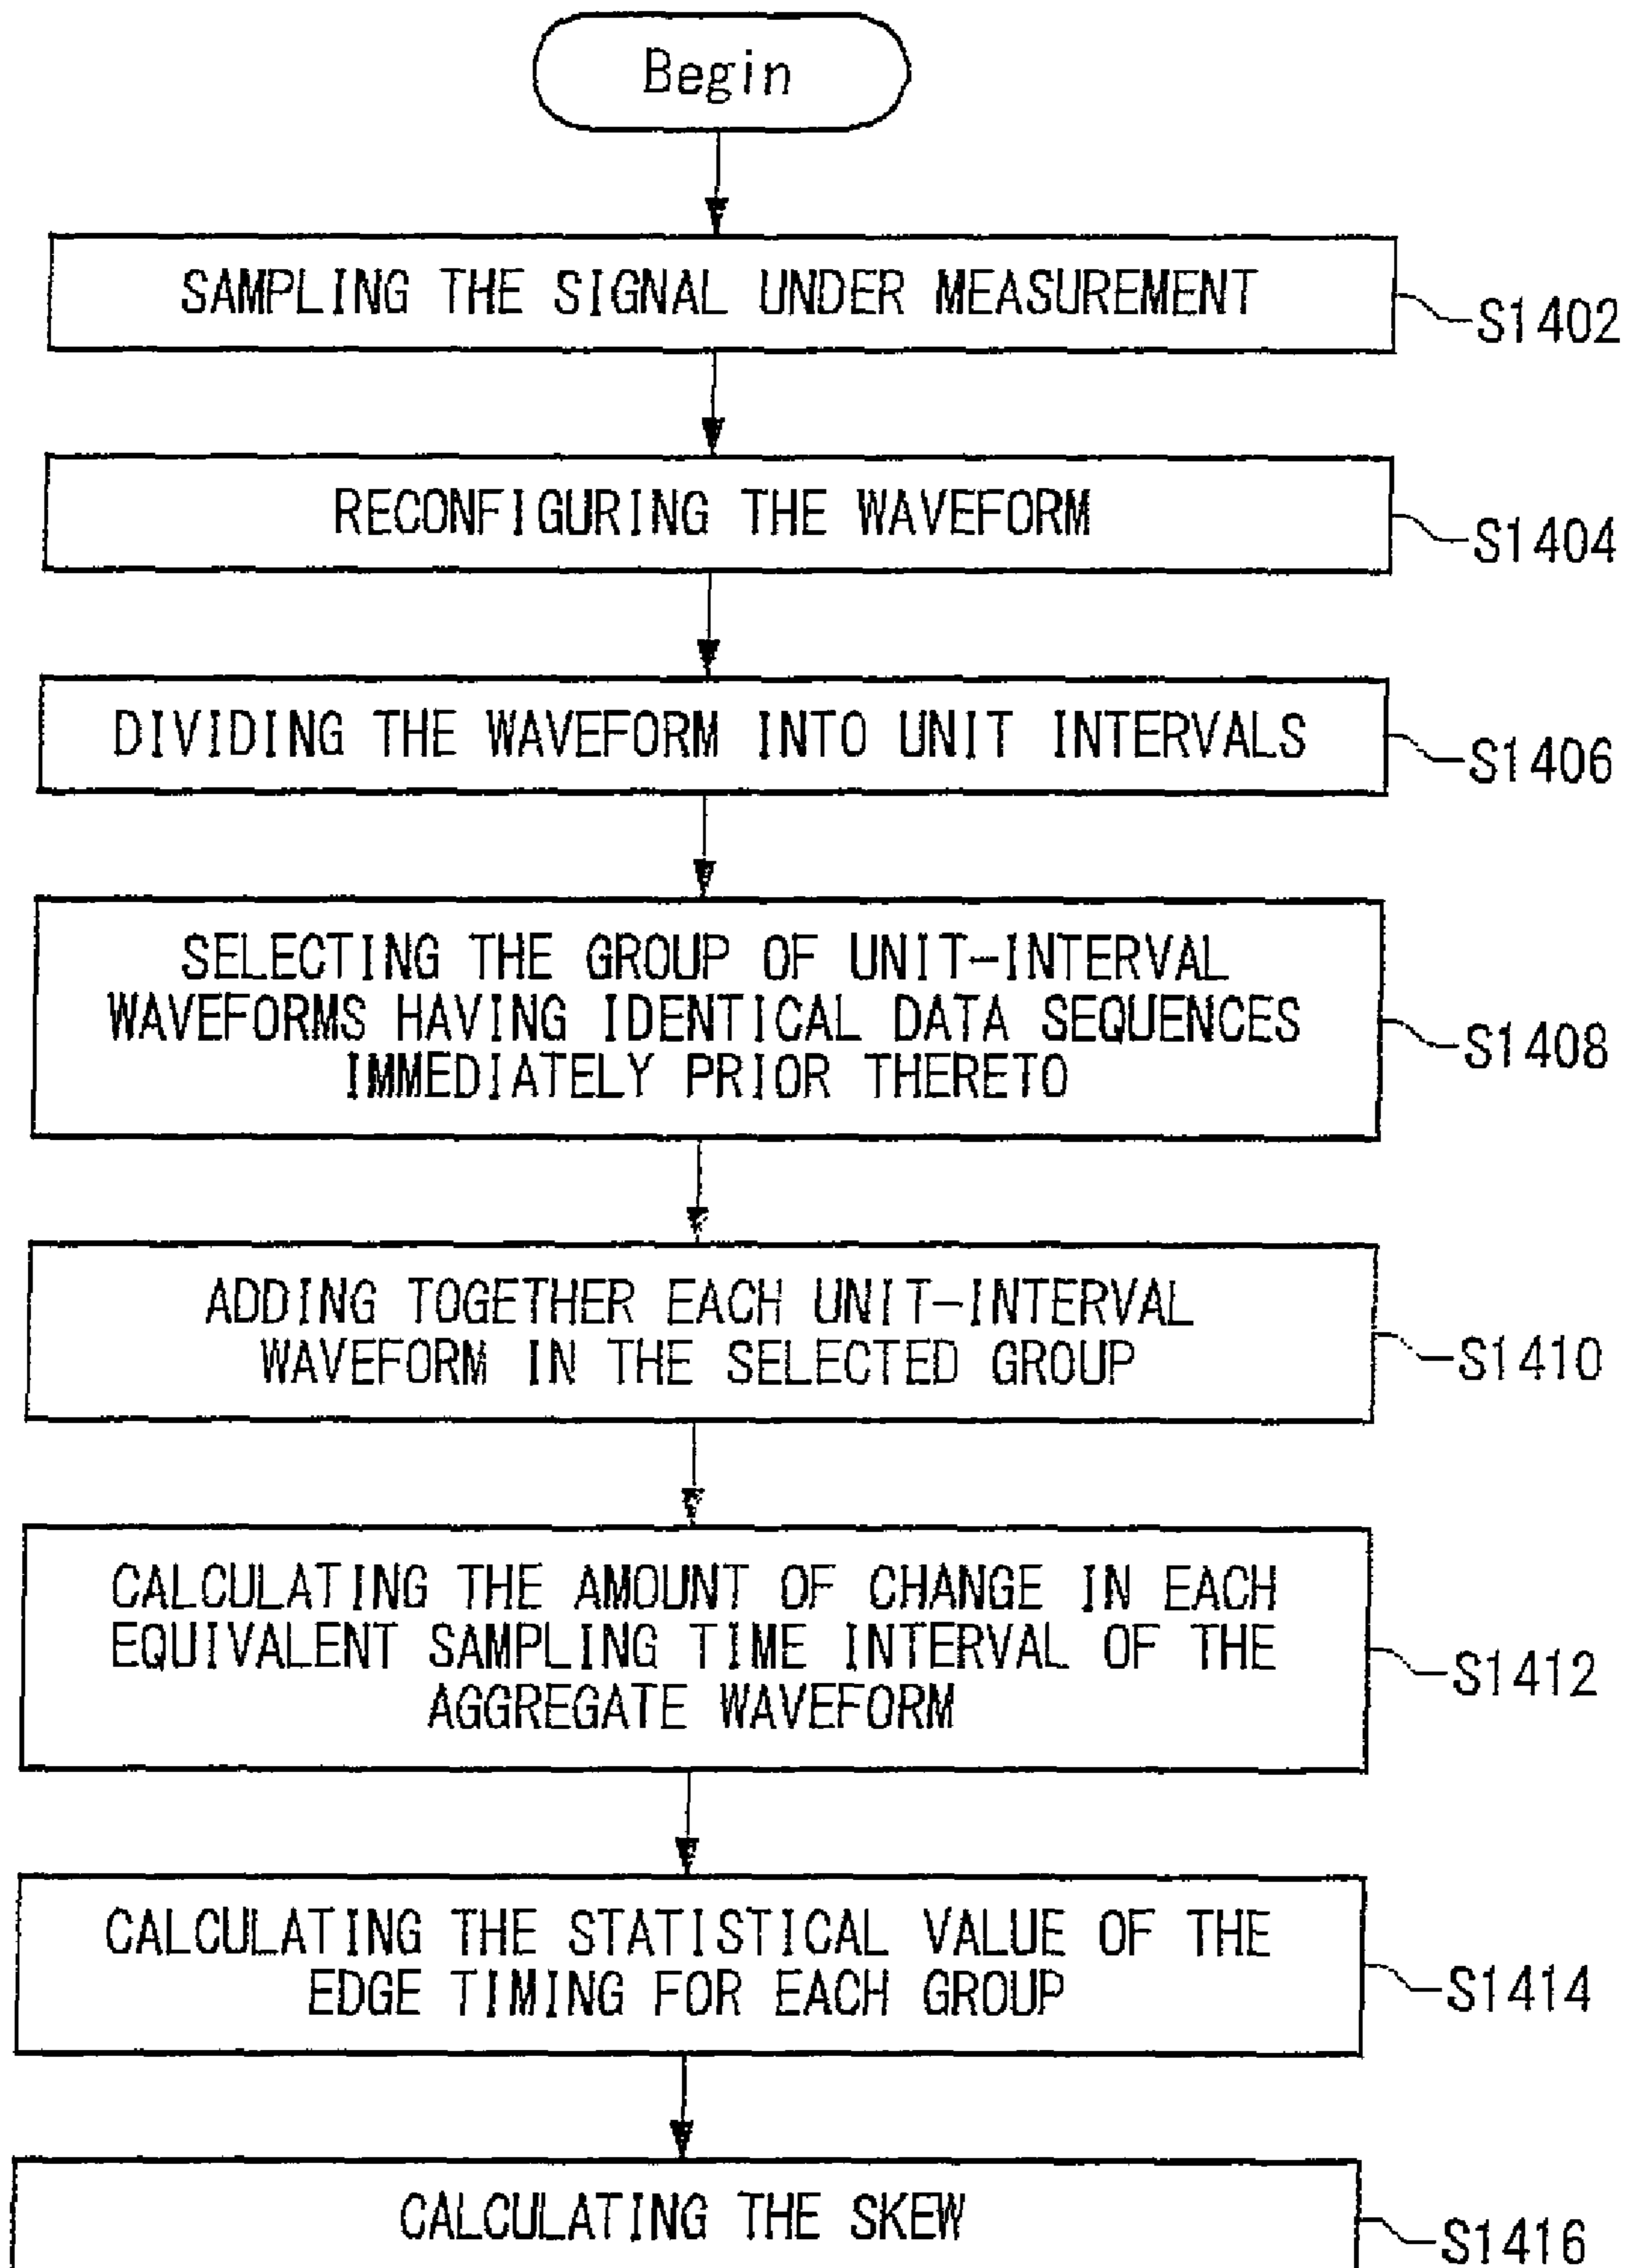 Begin
SAMPLING THE SIGNAL UNDER MEASUREMENT
S1402
RECONFIGURING THE WAVEFORM
S1404
DIVIDING THE WAVEFORM INTO UNIT INTERVALS
S1406
SELECTING THE GROUP OF UNIT-INTERVAL
WAVEFORMS HAVING IDENTICAL DATA SEQUENCES
IMMEDIATELY PRIOR THERETO
S1408
ADDING TOGETHER EACH UNIT-INTERVAL
WAVEFORM IN THE SELECTED GROUP
S1410
CALCULATING THE AMOUNT OF CHANGE IN EACH
EQUIVALENT SAMPLING TIME INTERVAL OF THE
AGGREGATE WAVEFORM
S1412
CALCULATING THE STATISTICAL VALUE OF THE
EDGE TIMING FOR EACH GROUP
S1414
CALCULATING THE SKEW
S1416